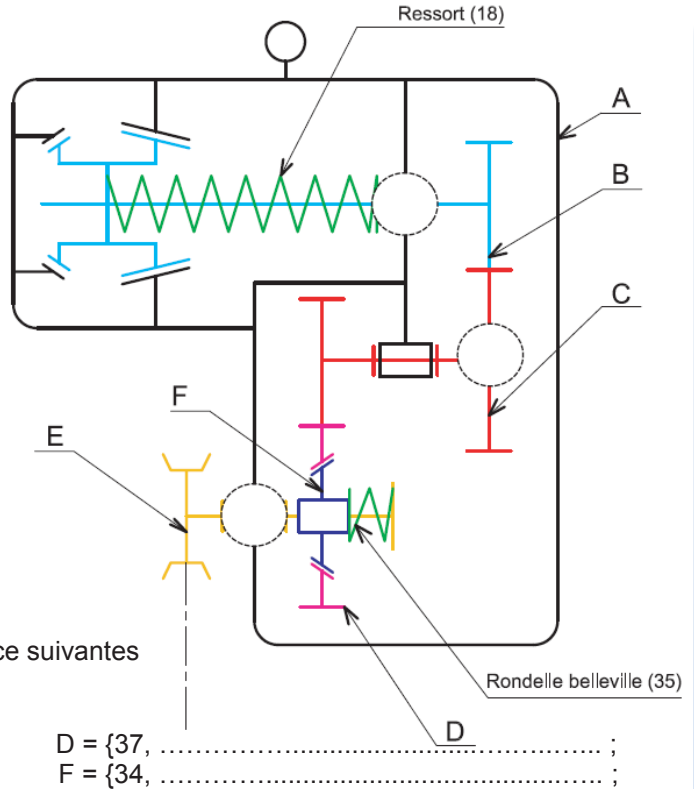 Ressort (18)
A
B
C
F
E
ce suivantes
Rondelle belleville (35)
D
D = {37, ................................................................ ;
F = {34, ................................................................ ;